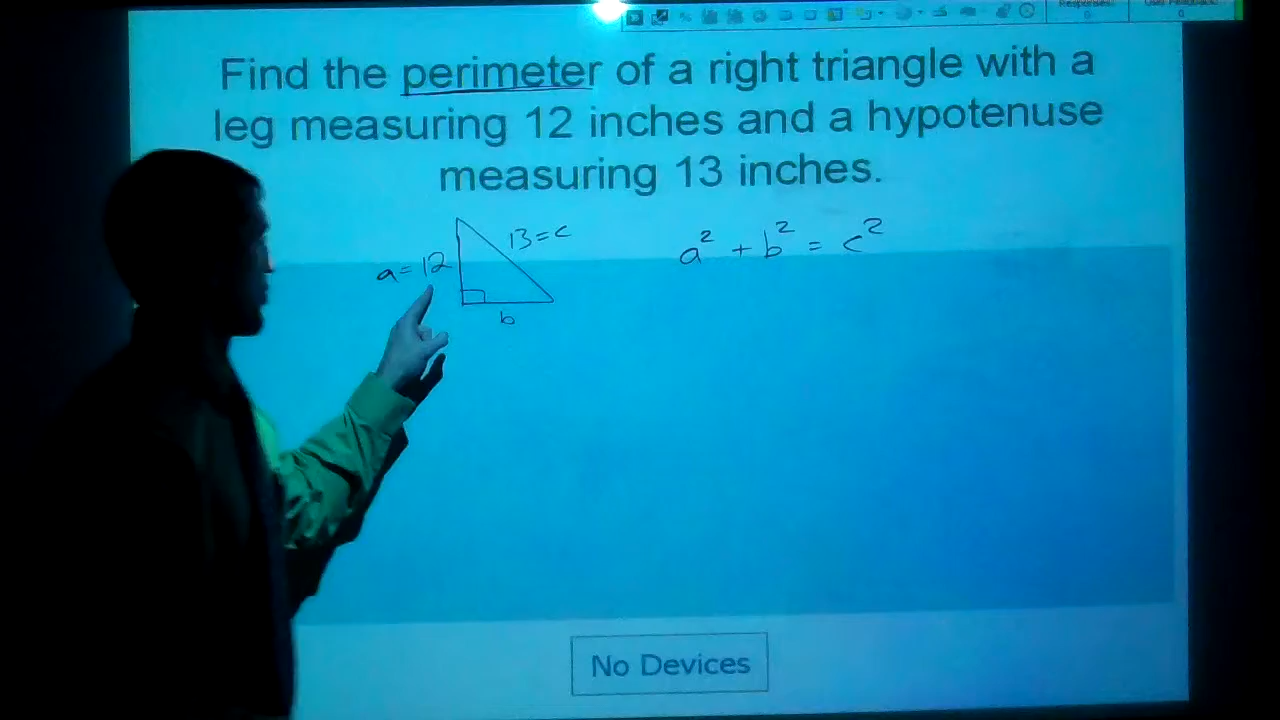 Find the perimeter of a right triangle with a
leg measuring 12 inches and a hypotenuse
measuring 13 inches.
13=c
a=12
b
a² + b² = c²
No Devices